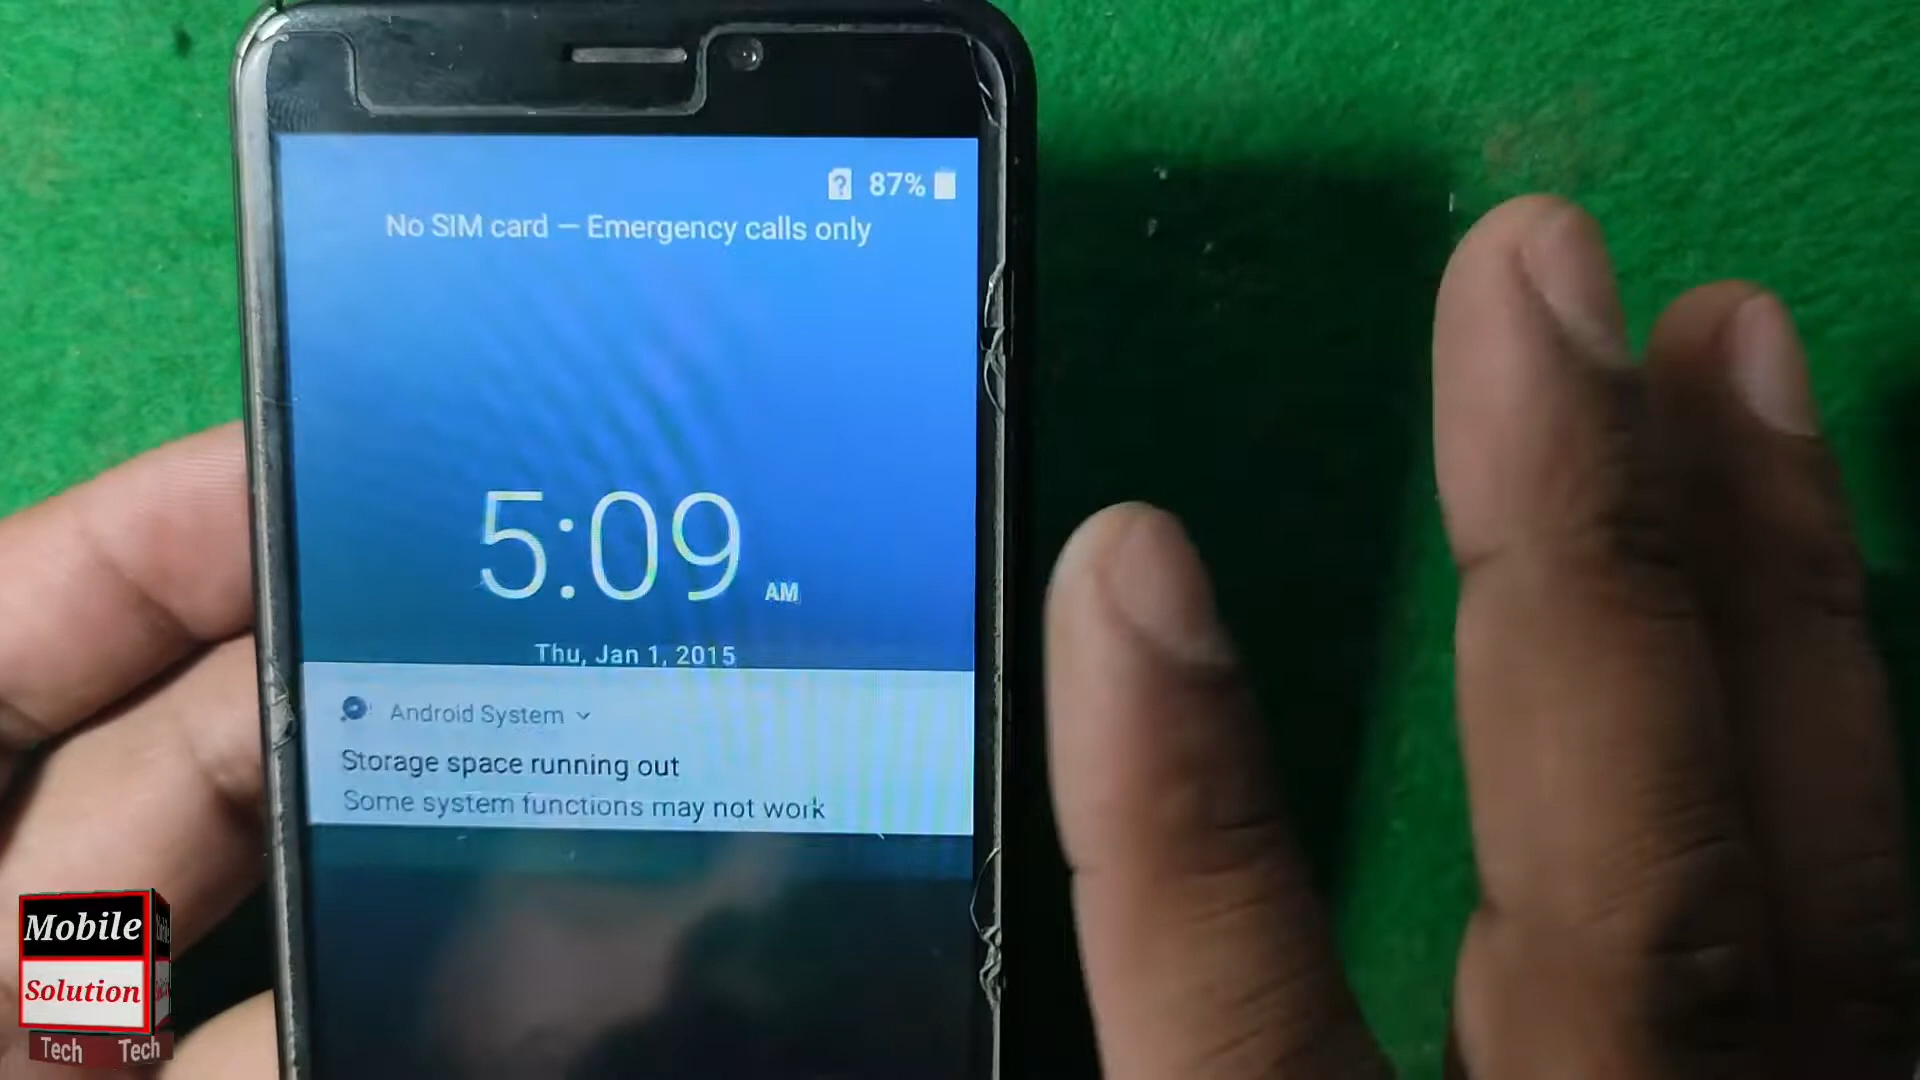 87%
No SIM card — Emergency calls only
5:09 AM
Thu, Jan 1, 2015
Android System
Storage space running out
Some system functions may not work
Mobile
Solution
Tech Tech